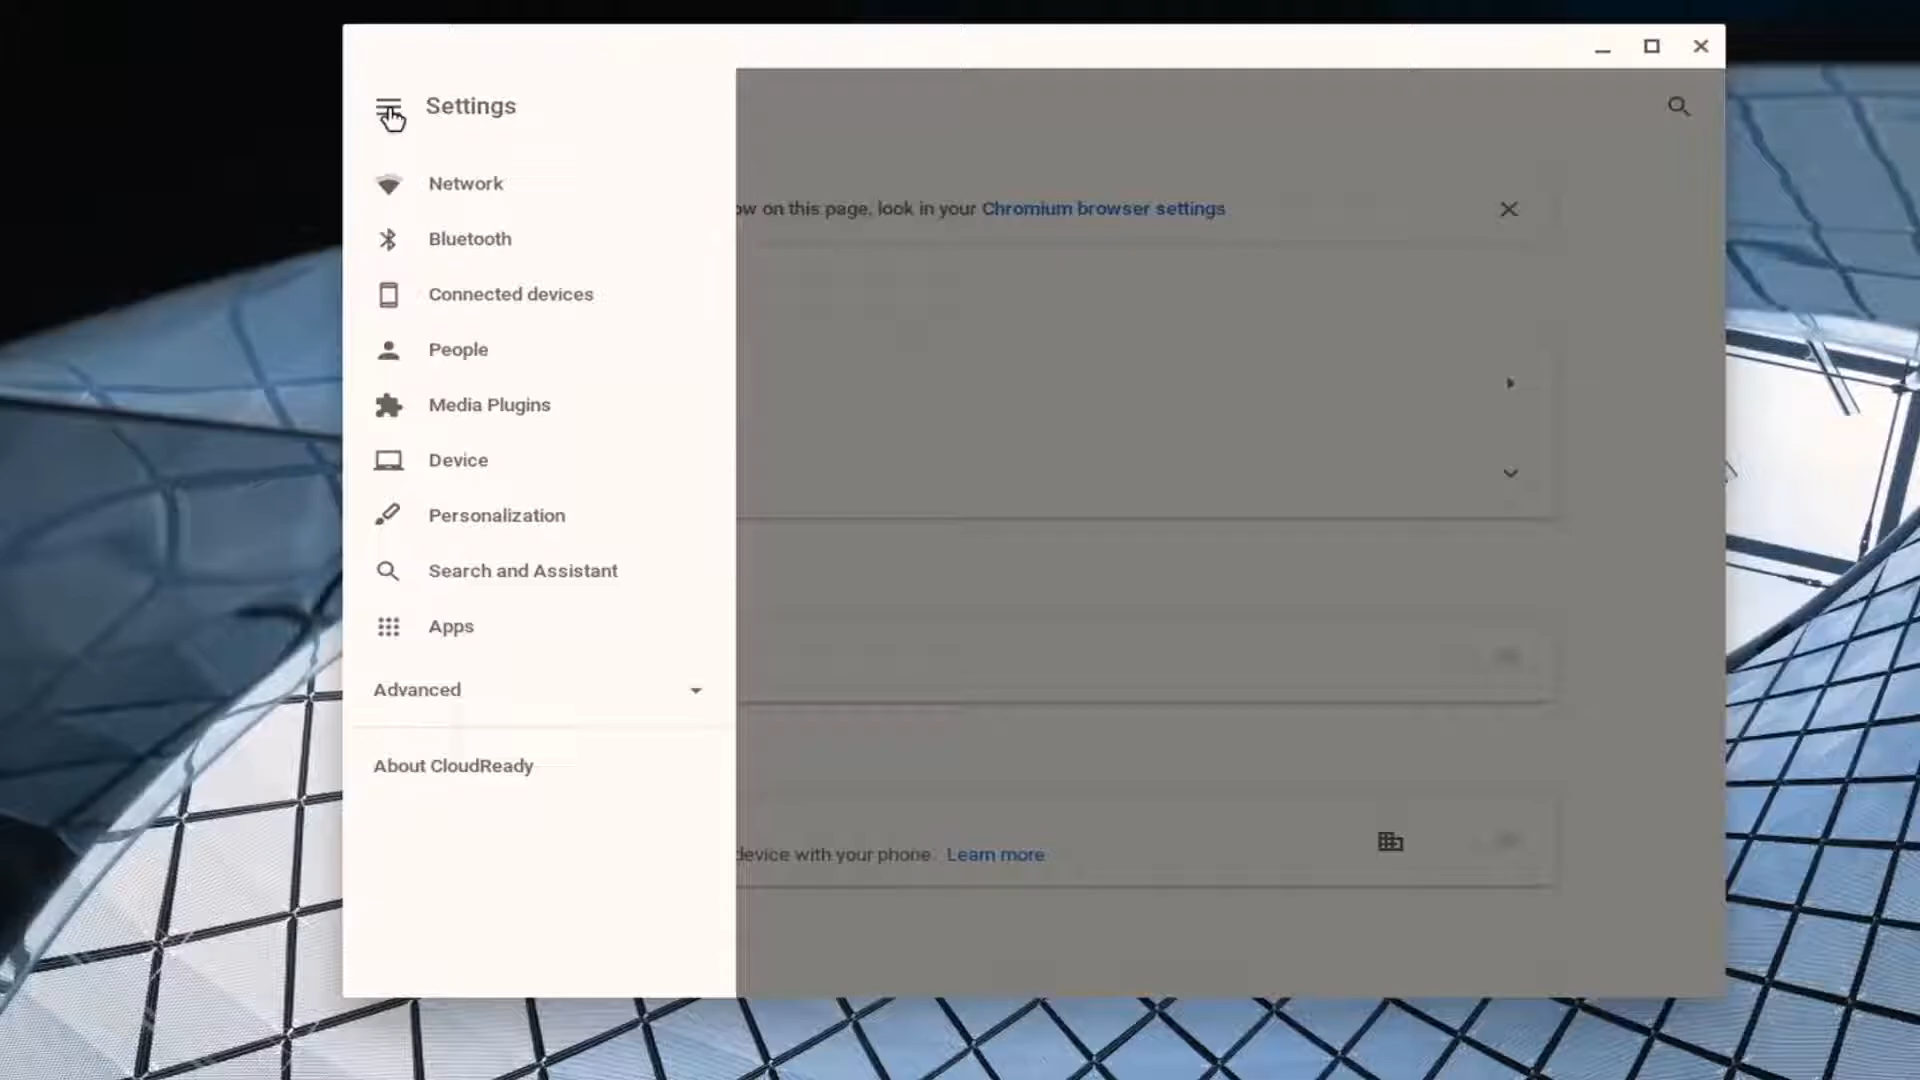 Settings
Network
Bluetooth
Connected devices
People
Media Plugins
Device
Personalization
Search and Assistant
Apps
Advanced
About CloudReady
on this page, look in your Chromium browser settings
device with your phone. Learn more